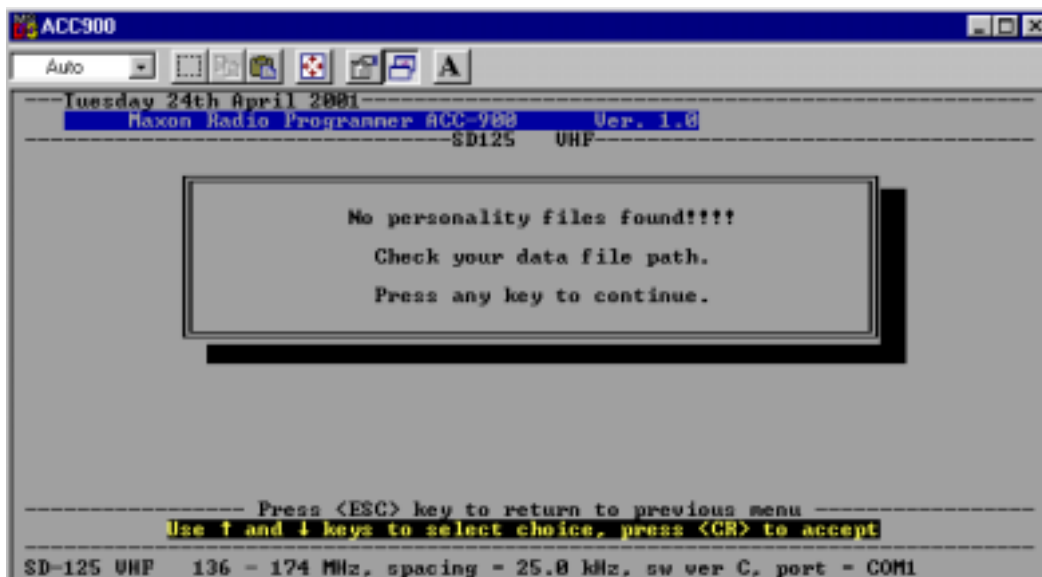 ACC900
Auto
A
Tuesday 24th April 2001
Maxon Radio Programmer ACC-900 Ver. 1.0
SD125 VHF
No personality files found!!!!
Check your data file path.
Press any key to continue.
Press <ESC> key to return to previous menu
Use ↑ and ↓ keys to select choice, press <CR> to accept
SD-125 VHF 136 - 174 MHz, spacing = 25.0 kHz, sw ver C, port = COM1